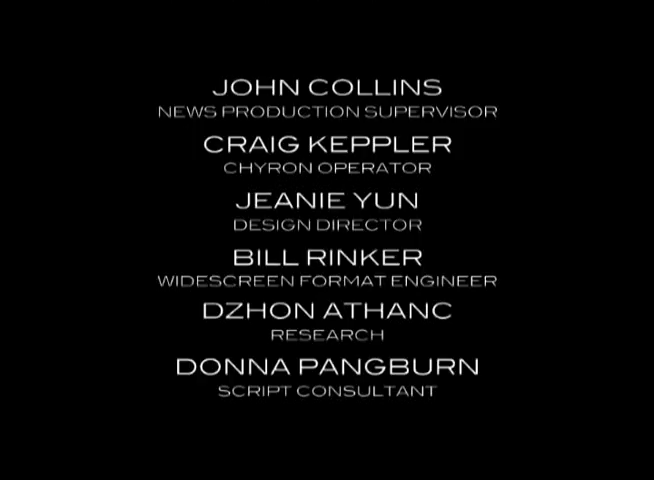 JOHN COLLINS
NEWS PRODUCTION SUPERVISOR
CRAIG KEPPLER
CHYRON OPERATOR
JEANIE YUN
DESIGN DIRECTOR
BILL RINKER
WIDESCREEN FORMAT ENGINEER
DZHON ATHANC
RESEARCH
DONNA PANGBURN
SCRIPT CONSULTANT